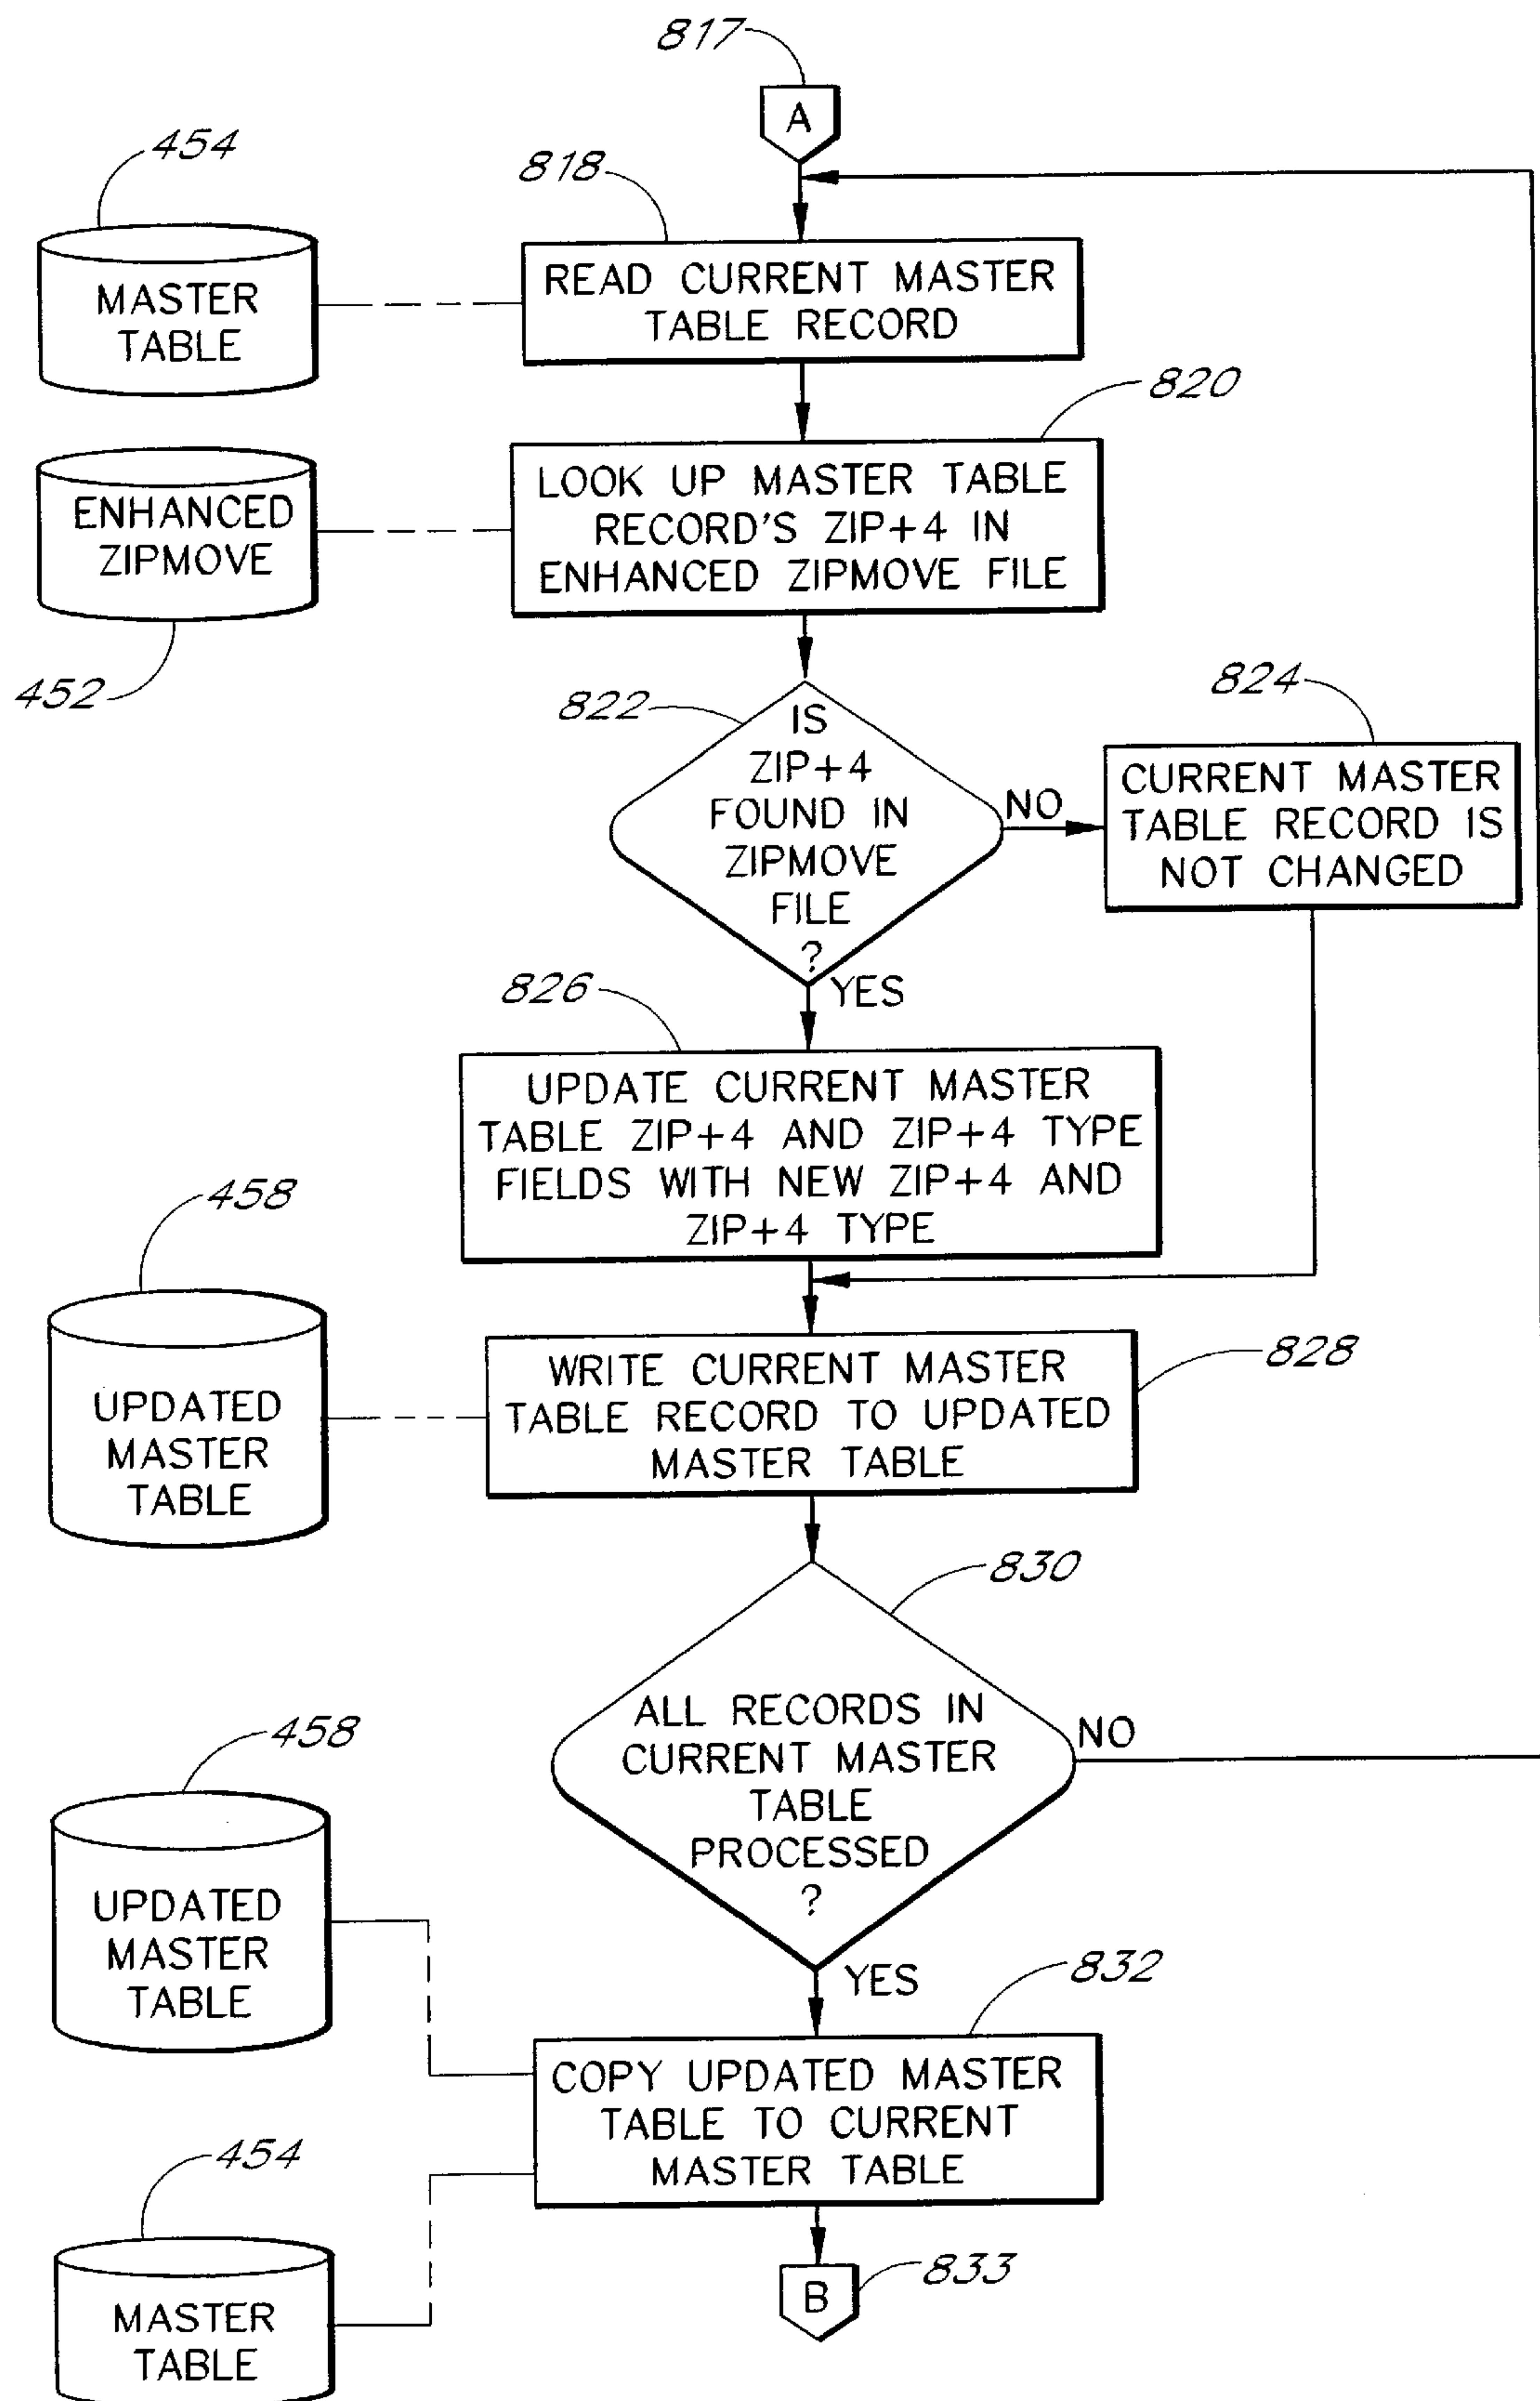 817
A
454
818
MASTER
TABLE
READ CURRENT MASTER
TABLE RECORD
820
ENHANCED
ZIPMOVE
LOOK UP MASTER TABLE
RECORD'S ZIP+4 IN
ENHANCED ZIPMOVE FILE
452
822
IS
ZIP+4
FOUND IN
ZIPMOVE
FILE
?
NO
824
CURRENT MASTER
TABLE RECORD IS
NOT CHANGED
YES
826
UPDATE CURRENT MASTER
TABLE ZIP+4 AND ZIP+4 TYPE
FIELDS WITH NEW ZIP+4 AND
ZIP+4 TYPE
458
UPDATED
MASTER
TABLE
828
WRITE CURRENT MASTER
TABLE RECORD TO UPDATED
MASTER TABLE
830
ALL RECORDS IN
CURRENT MASTER
TABLE
PROCESSED
?
NO
458
UPDATED
MASTER
TABLE
YES
832
COPY UPDATED MASTER
TABLE TO CURRENT
MASTER TABLE
454
MASTER
TABLE
B
833